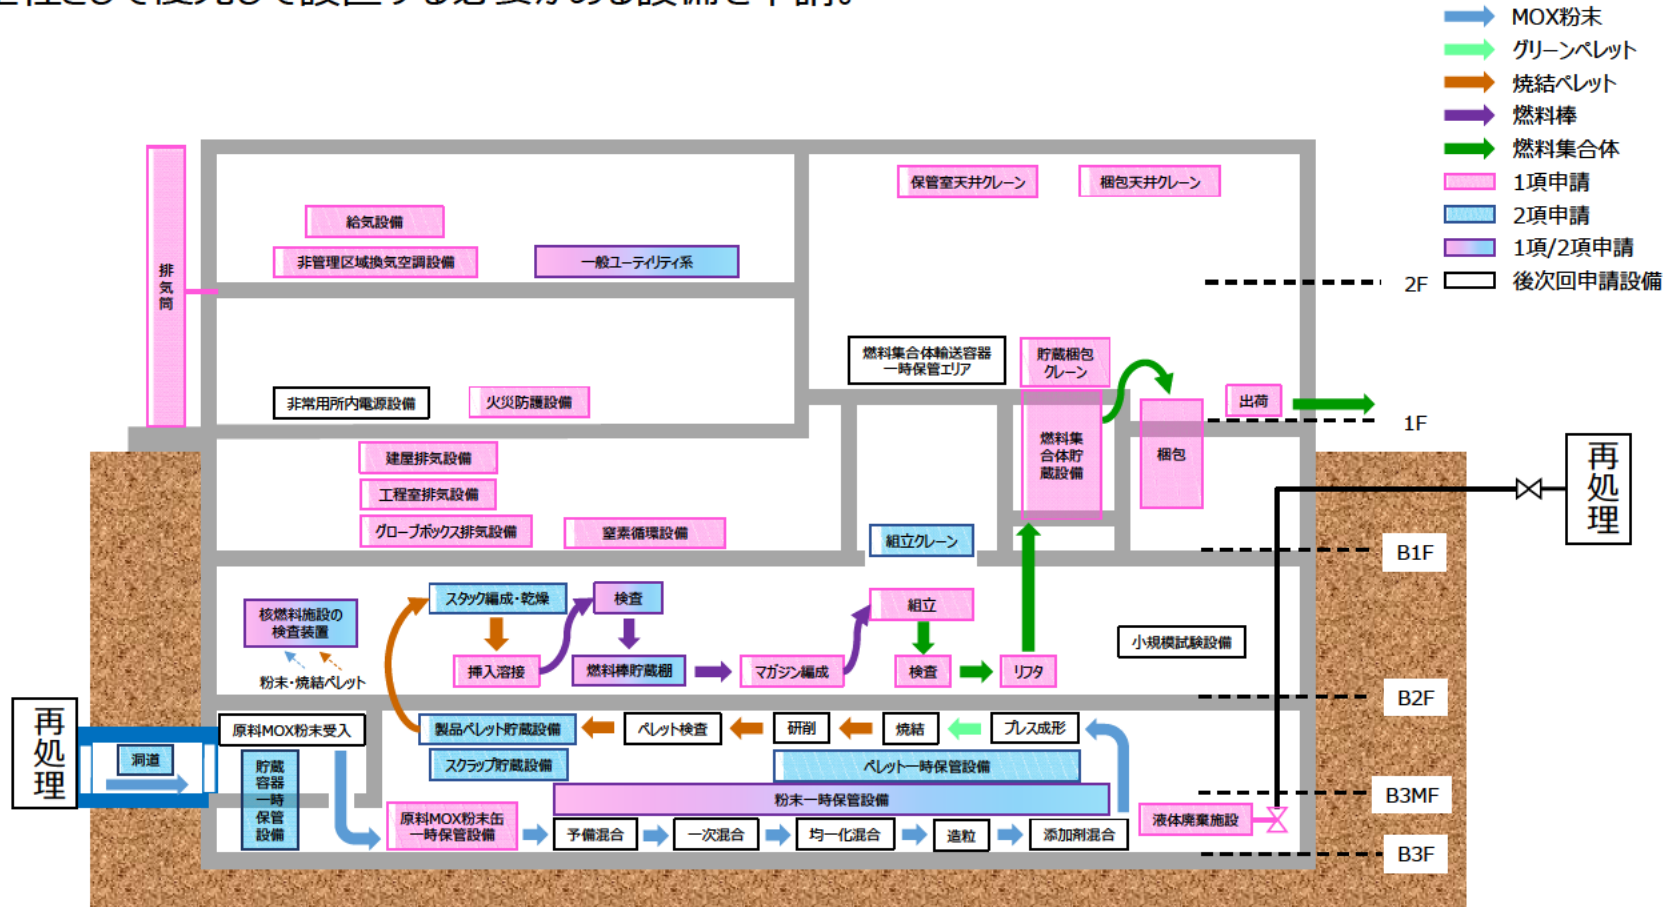 MOX粉末
グリーンペレット
焼結ペレット
燃料棒
燃料集合体
1項申請
2項申請
1項/2項申請
後次回申請設備
排気筒
給気設備
非管理区域換気空調設備
一般ユーティリティ系
保管室天井クレーン
梱包天井クレーン
2F
非常用所内電源設備
火災防護設備
燃料集合体輸送容器
一時保管エリア
貯蔵梱包
クレーン
出荷
1F
建屋排気設備
工程室排気設備
グローブボックス排気設備
窒素循環設備
燃料集
合体貯
蔵設備
梱包
再処理
組立クレーン
B1F
核燃料施設の
検査装置
粉末・焼結ペレット
スタック編成・乾燥
検査
挿入溶接
燃料棒貯蔵棚
マガジン編成
組立
検査
リフタ
小規模試験設備
B2F
再処理
洞道
原料MOX粉末受入
貯蔵
容器
一時
保管
設備
製品ペレット貯蔵設備
ペレット検査
研削
焼結
プレス成形
スクラップ貯蔵設備
ペレット一時保管設備
粉末一時保管設備
B3MF
原料MOX粉末缶
一時保管設備
予備混合
一次混合
均一化混合
造粒
添加剤混合
液体廃棄施設
B3F